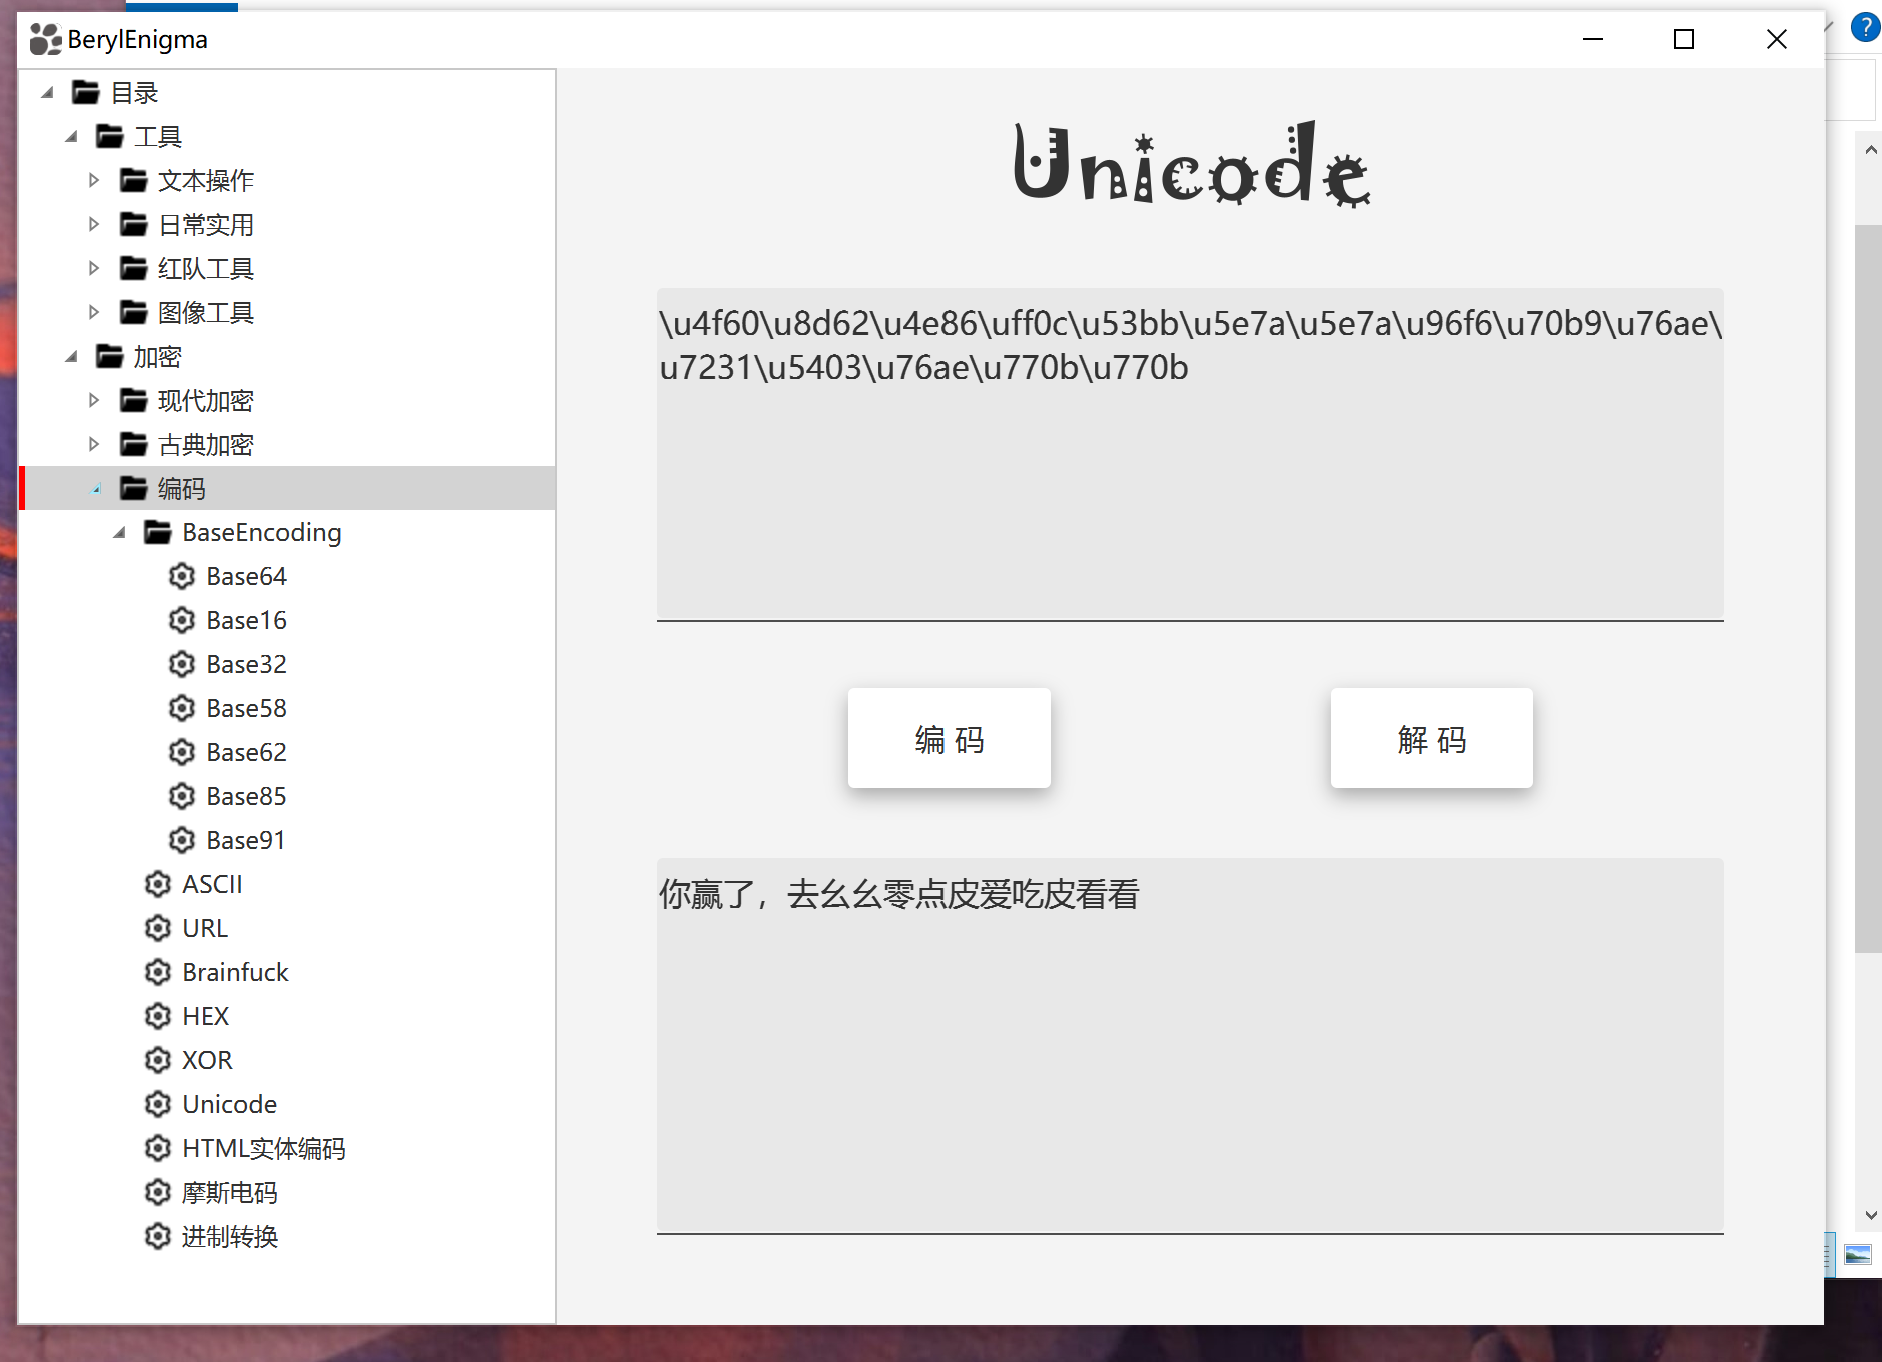 BerylEnigma
目录
工具
文本操作
日常实用
红队工具
图像工具
加密
现代加密
古典加密
编码
BaseEncoding
Base64
Base16
Base32
Base58
Base62
Base85
Base91
ASCII
URL
Brainfuck
HEX
XOR
Unicode
HTML实体编码
摩斯电码
进制转换
Unicode
\u4f60\u8d62\u4e86\uff0c\u53bb\u5e7a\u5e7a\u96f6\u70b9\u76ae\
u7231\u5403\u76ae\u770b\u770b
编 码
解 码
你赢了，去幺幺零点皮爱吃皮看看
?